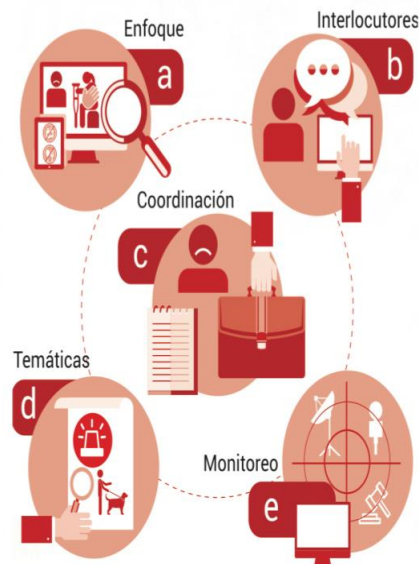 Enfoque
a
Interlocutores
b
Coordinación
c
Temáticas
d
Monitoreo
e